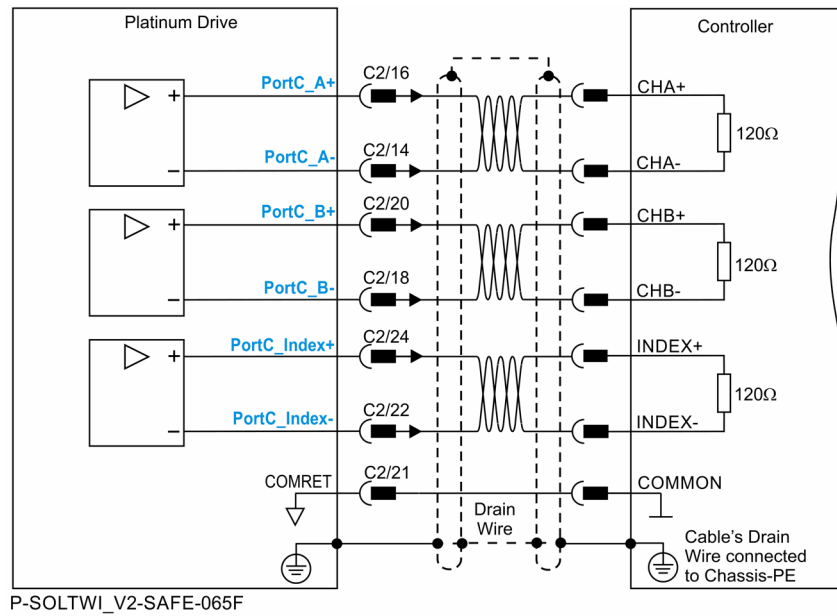 Platinum Drive
Controller
PortC_A+
C2/16
CHA+
+
120Ω
PortC_A-
C2/14
CHA-
−
PortC_B+
C2/20
CHB+
+
120Ω
PortC_B-
C2/18
CHB-
−
PortC_Index+
C2/24
INDEX+
+
120Ω
PortC_Index-
C2/22
INDEX-
−
COMRET
C2/21
COMMON
Drain
Wire
Cable's Drain
Wire connected
to Chassis-PE
P-SOLTWI_V2-SAFE-065F